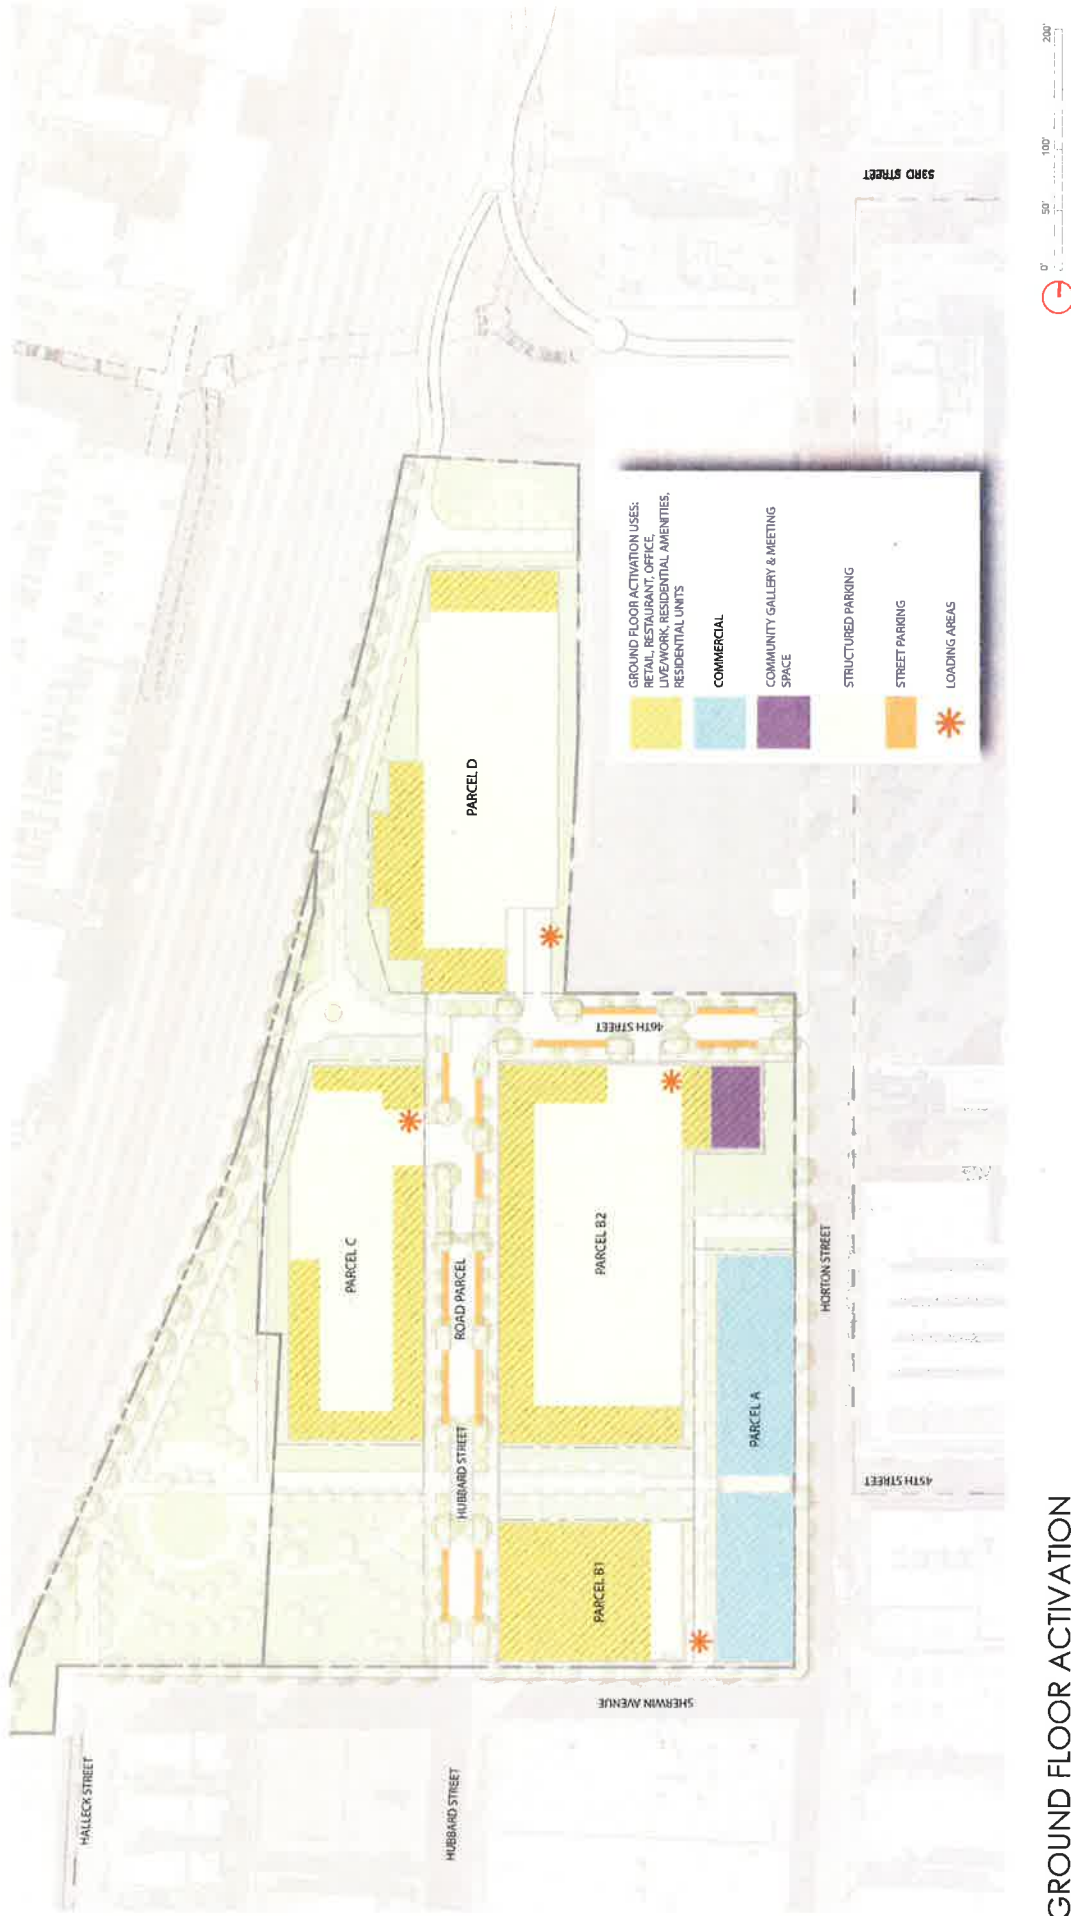 HALLECK STREET
HUBBARD STREET
SHERWIN AVENUE
HUBBARD STREET
ROAD PARCEL
PARCEL C
PARCEL B1
PARCEL B2
PARCEL A
PARCEL D
46TH STREET
HORTON STREET
45TH STREET
53RD STREET
GROUND FLOOR ACTIVATION USES:
RETAIL, RESTAURANT, OFFICE,
LIVE/WORK, RESIDENTIAL AMENITIES,
RESIDENTIAL UNITS
COMMERCIAL
COMMUNITY GALLERY & MEETING
SPACE
STRUCTURED PARKING
STREET PARKING
LOADING AREAS
0' 50' 100' 200'
GROUND FLOOR ACTIVATION